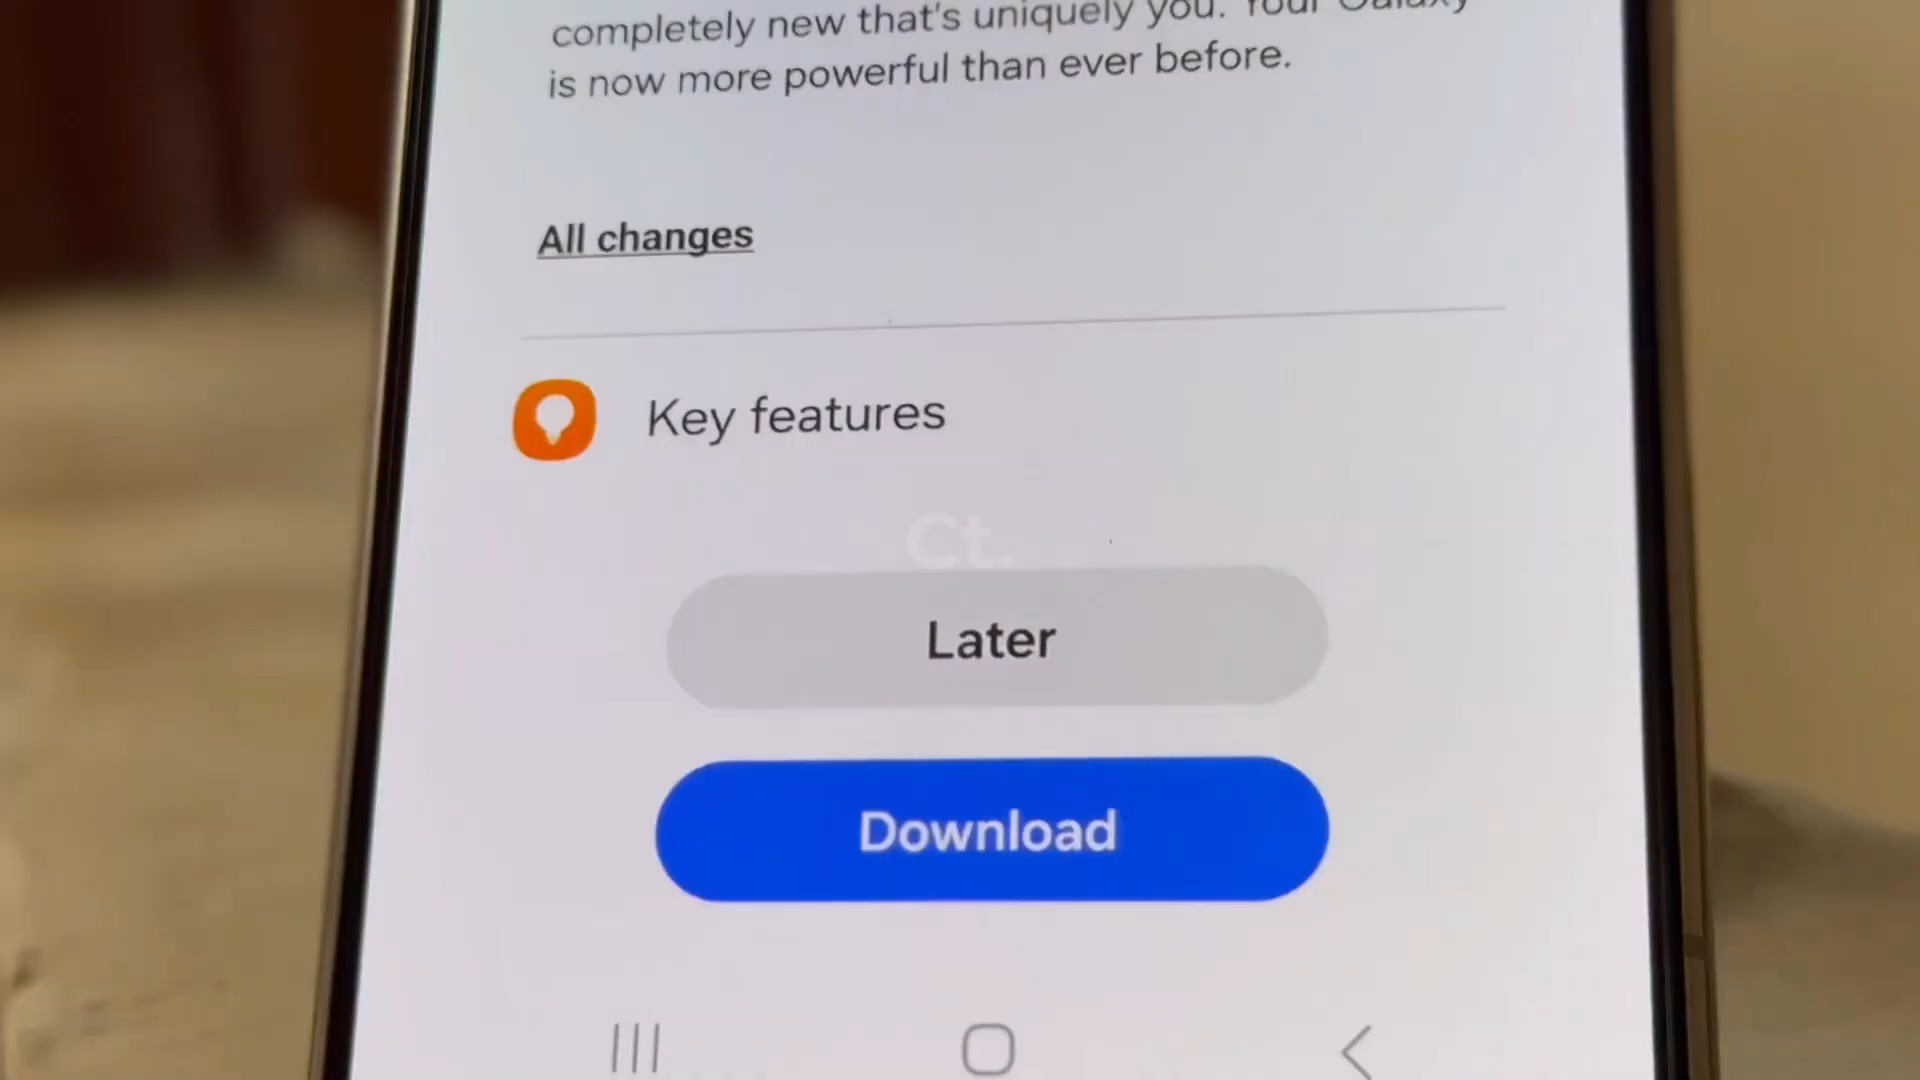 completely new that's uniquely you. Your Galaxy
is now more powerful than ever before.
All changes
Key features
Ct.
Later
Download